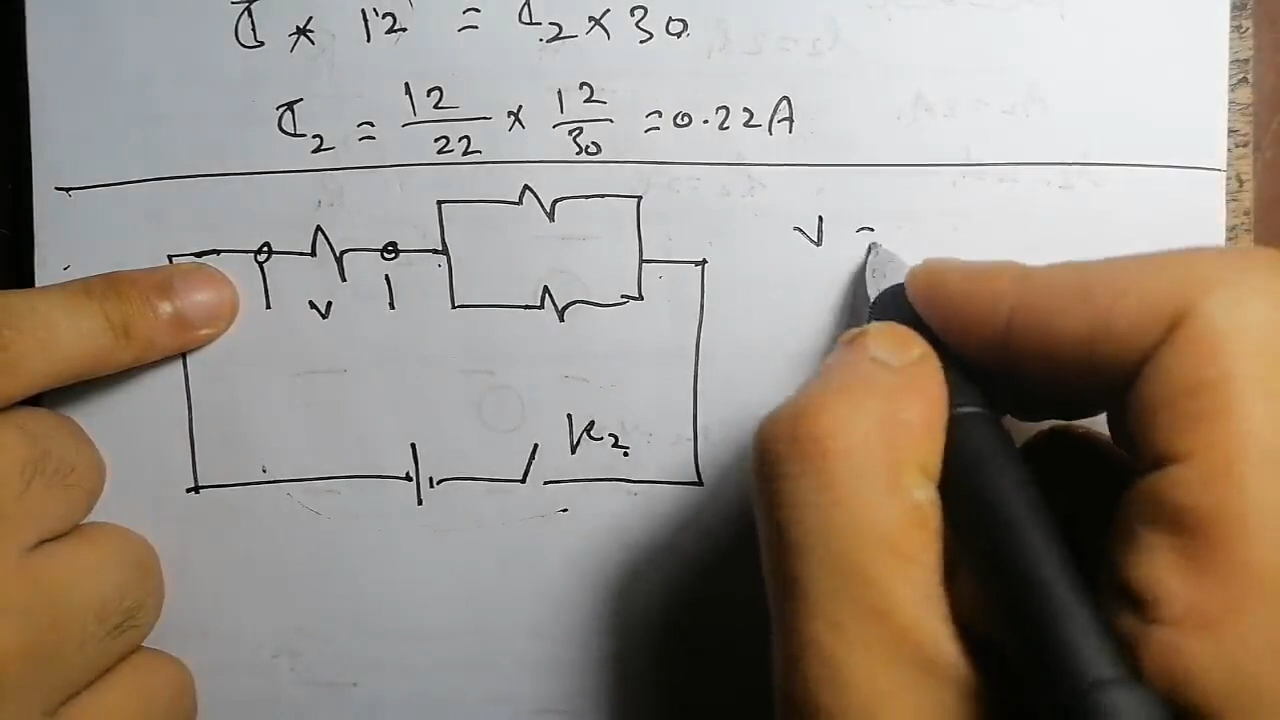 I * 12 = I2 × 30
I2 = 12/22 × 12/30 = 0.22A
V
V =
K2